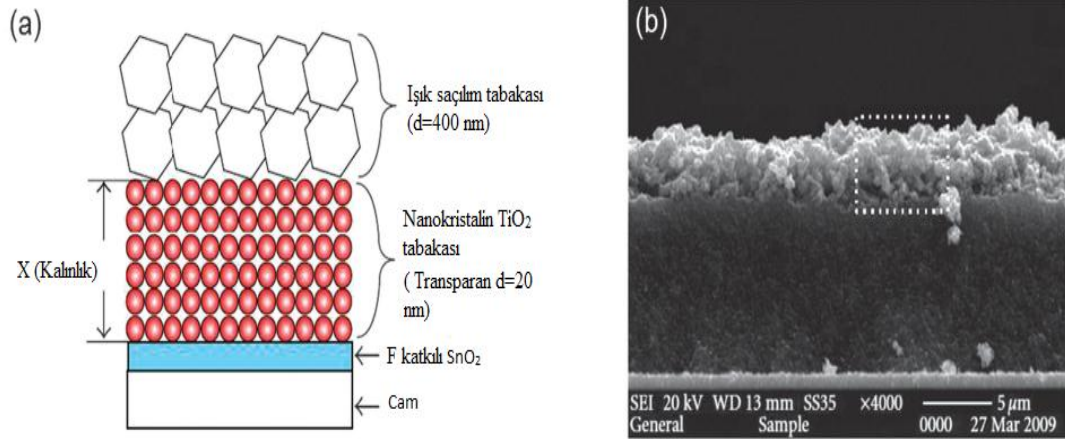 (a)
Işık saçılım tabakası
(d=400 nm)
X (Kalınlık)
Nanokristalin TiO₂
tabakası
( Transparan d=20
nm)
F katkılı SnO₂
Cam
(b)
SEI 20 kV WD 13 mm SS35 ×4000 5 μm
General Sample 0000 27 Mar 2009